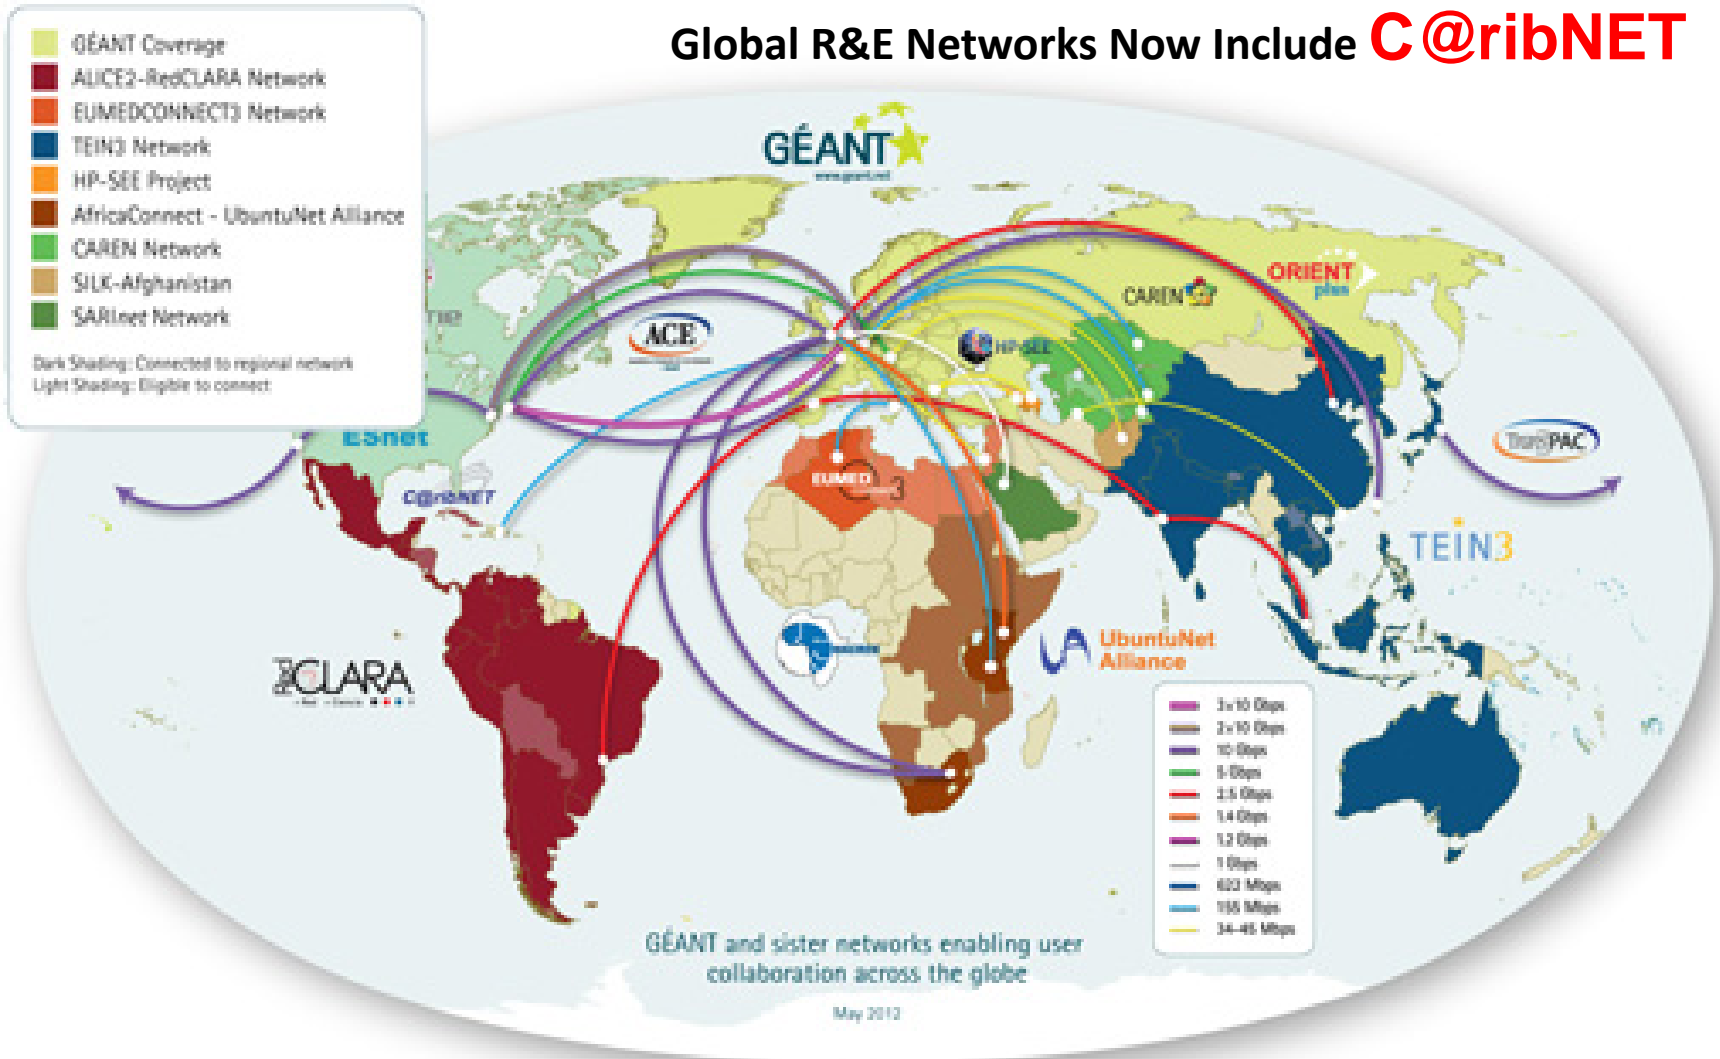 Global R&E Networks Now Include C@ribNET
GÉANT Coverage
ALICE2-RedCLARA Network
EUMEDCONNECT3 Network
TEIN3 Network
HP-SEE Project
AfricaConnect - UbuntuNet Alliance
CAREN Network
SILK-Afghanistan
SARInet Network
Dark Shading: Connected to regional network
Light Shading: Eligible to connect
GÉANT
www.geant.net
ACE
CAREN
ORIENT
plus
HP-SEE
ESnet
C@ribNET
EUMED
3
TransPAC
TEIN3
CLARA
UbuntuNet
Alliance
3x10 Gbps
2x10 Gbps
10 Gbps
5 Gbps
2.5 Gbps
1.4 Gbps
1.2 Gbps
1 Gbps
622 Mbps
155 Mbps
34-45 Mbps
GÉANT and sister networks enabling user
collaboration across the globe
May 2012